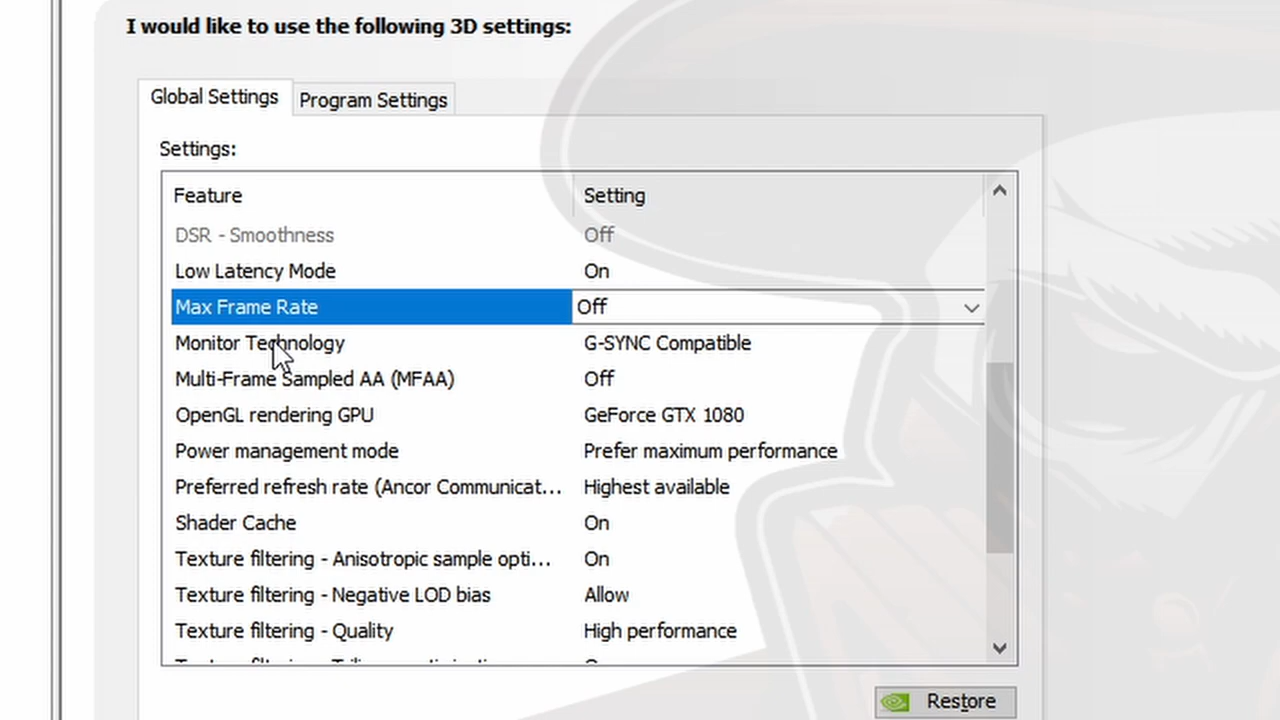 I would like to use the following 3D settings:
Global Settings Program Settings
Settings:
Feature Setting
DSR - Smoothness Off
Low Latency Mode On
Max Frame Rate Off
Monitor Technology G-SYNC Compatible
Multi-Frame Sampled AA (MFAA) Off
OpenGL rendering GPU GeForce GTX 1080
Power management mode Prefer maximum performance
Preferred refresh rate (Ancor Communicat... Highest available
Shader Cache On
Texture filtering - Anisotropic sample opti... On
Texture filtering - Negative LOD bias Allow
Texture filtering - Quality High performance
Restore